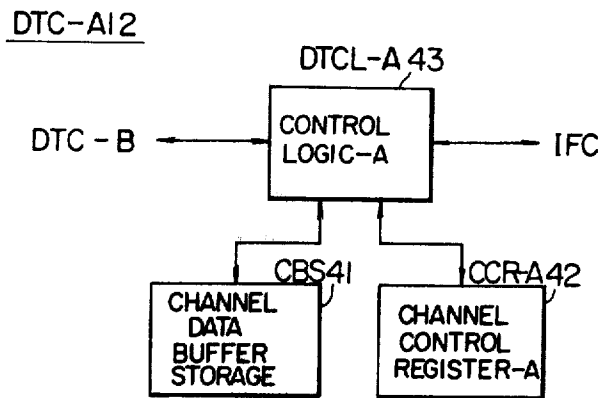 DTC-A12
DTCL-A 43
CONTROL
LOGIC-A
DTC-B
IFC
CBS41
CHANNEL
DATA
BUFFER
STORAGE
CCR-A42
CHANNEL
CONTROL
REGISTER-A